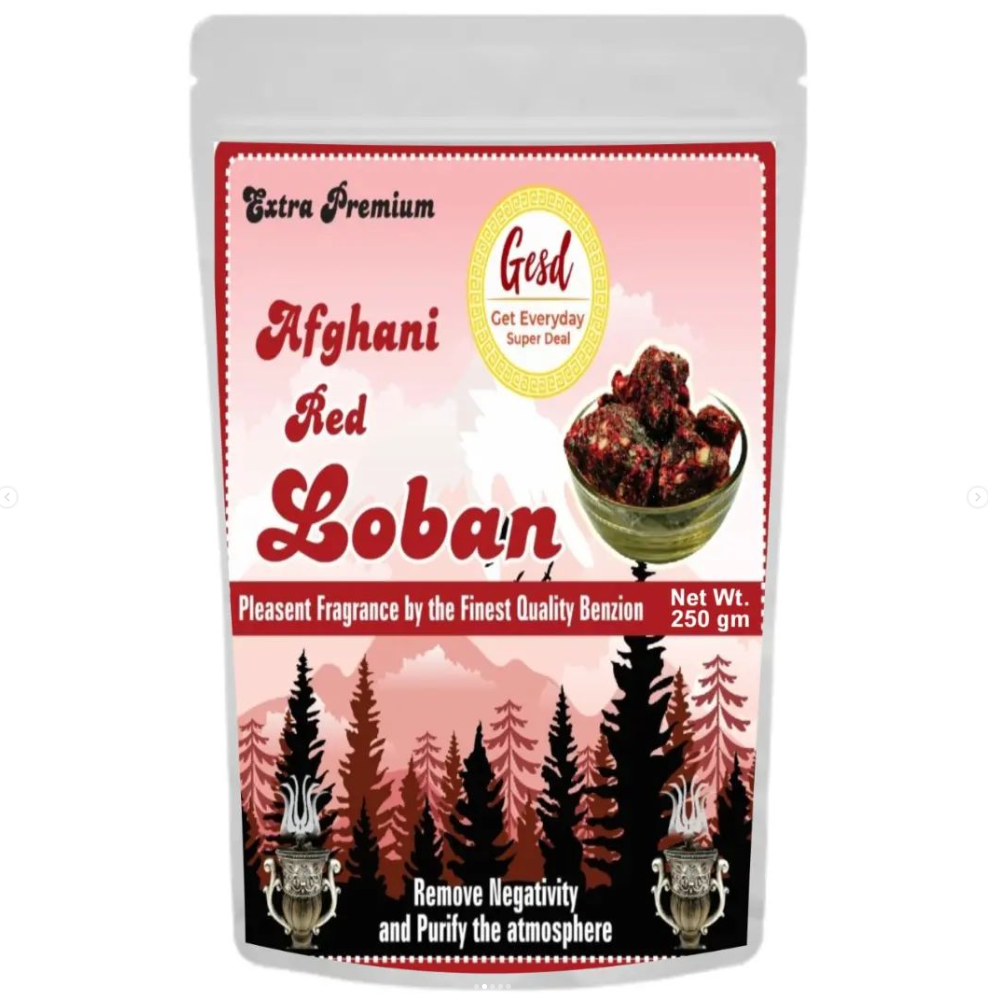 Extra Premium
Gesd
Get Everyday
Super Deal
Afghani
Red
Loban
Pleasent Fragrance by the Finest Quality Benzion
Net Wt.
250 gm
Remove Negativity
and Purify the atmosphere